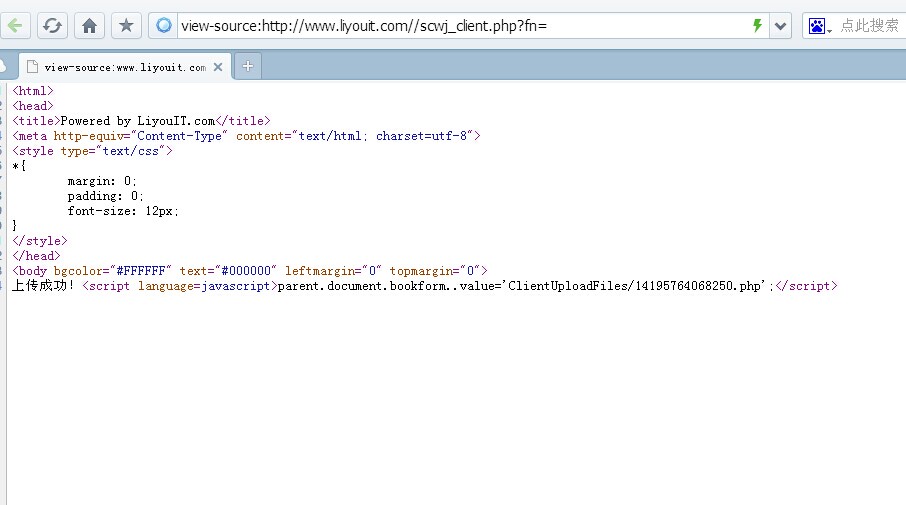 view-source:http://www.liyouit.com//scwj_client.php?fn=
点此搜索
view-source:www.liyouit.com
<html>
<head>
<title>Powered by LiyouIT.com</title>
<meta http-equiv="Content-Type" content="text/html; charset=utf-8">
<style type="text/css">
*{
margin: 0;
padding: 0;
font-size: 12px;
}
</style>
</head>
<body bgcolor="#FFFFFF" text="#000000" leftmargin="0" topmargin="0">
上传成功! <script language=javascript>parent.document.bookform..value='ClientUploadFiles/14195764068250.php';</script>